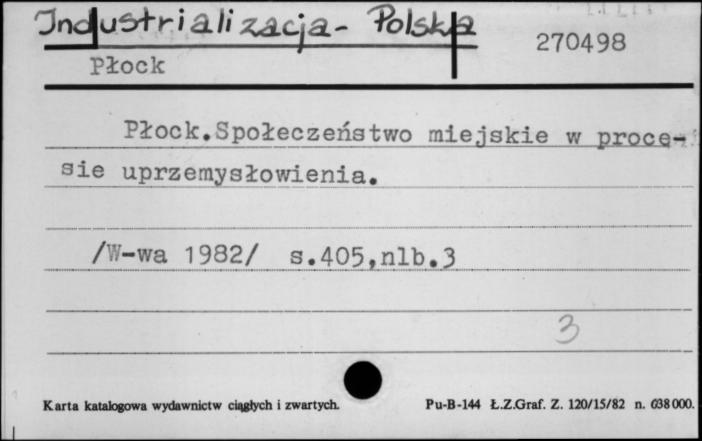 Industrializacja - Polska
270498
Płock
Płock.Społeczeństwo miejskie w proce-
sie uprzemysłowienia.
/W-wa 1982/ s.405,nlb.3
3
Karta katalogowa wydawnictw ciągłych i zwartych. Pu-B-144 Ł.Z.Graf. Z. 120/15/82 n. 638000.